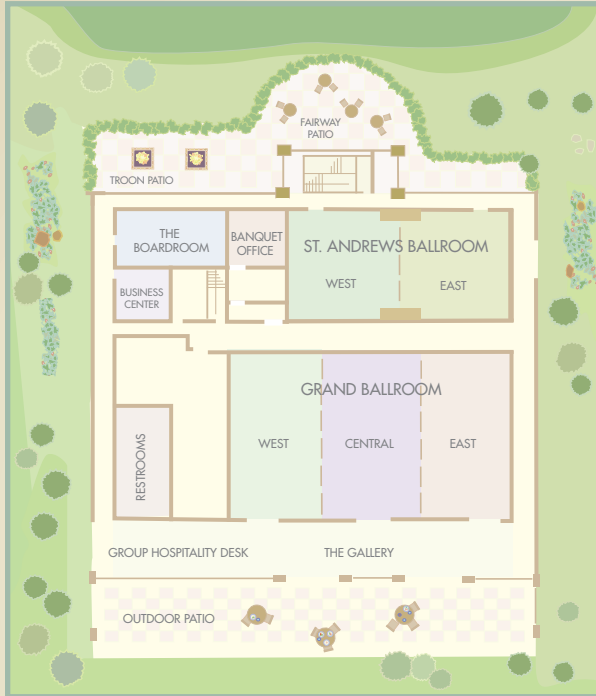 FAIRWAY
PATIO
TROON PATIO
THE
BOARDROOM
BANQUET
OFFICE
ST. ANDREWS BALLROOM
WEST
EAST
BUSINESS
CENTER
GRAND BALLROOM
WEST
CENTRAL
EAST
RESTROOMS
GROUP HOSPITALITY DESK
THE GALLERY
OUTDOOR PATIO